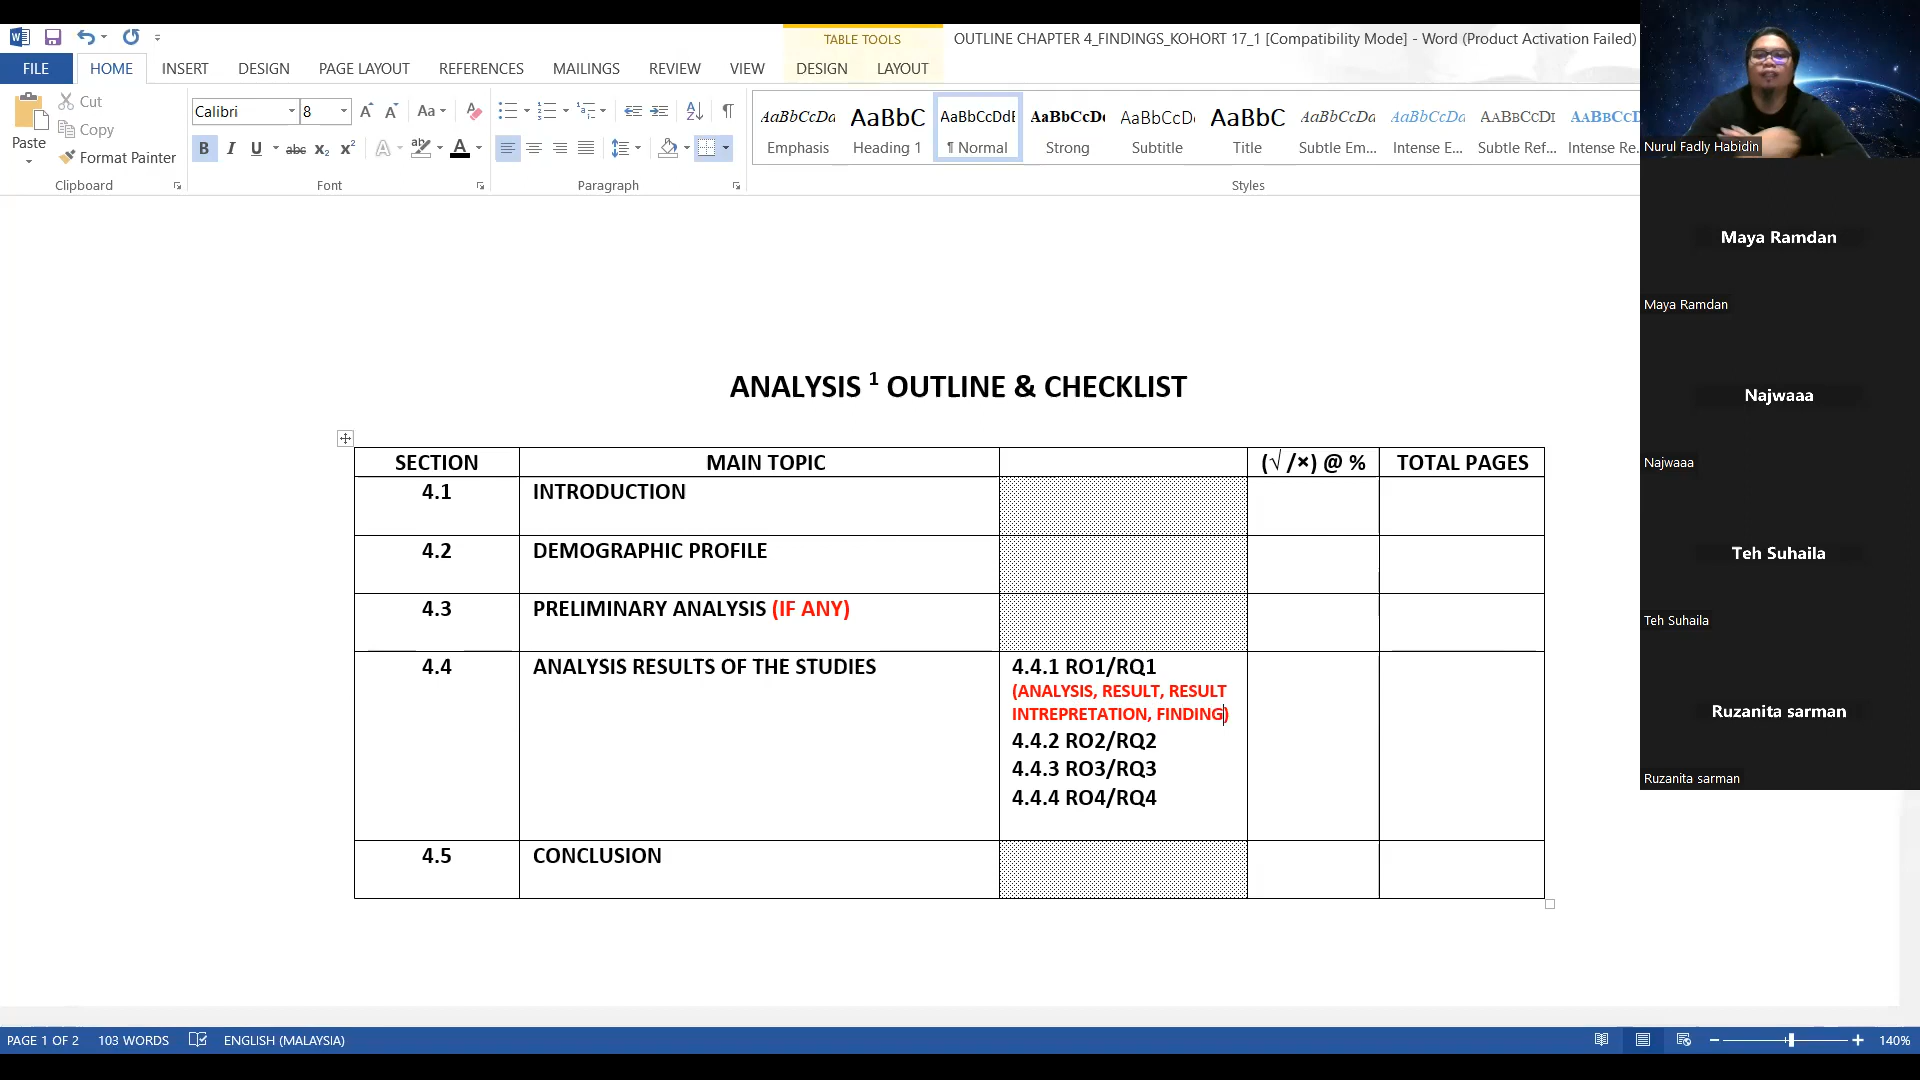 TABLE TOOLS
OUTLINE CHAPTER 4_FINDINGS_KOHORT 17_1 [Compatibility Mode] - Word (Product Activation Failed)
FILE HOME INSERT DESIGN PAGE LAYOUT REFERENCES MAILINGS REVIEW VIEW DESIGN LAYOUT
Paste
Cut
Copy
Format Painter
Clipboard
Calibri 8
Font
Paragraph
AaBbCcDd AaBbC AaBbCcDdE AaBbCcDc AaBbCcD AaBbC AaBbCcDd AaBbCcDd AABBCCDI AABBCCD
Emphasis Heading 1 ¶ Normal Strong Subtitle Title Subtle Em... Intense E... Subtle Ref... Intense Re...
Styles
ANALYSIS 1 OUTLINE & CHECKLIST
SECTION MAIN TOPIC (√ /×) @ % TOTAL PAGES
4.1 INTRODUCTION
4.2 DEMOGRAPHIC PROFILE
4.3 PRELIMINARY ANALYSIS (IF ANY)
4.4 ANALYSIS RESULTS OF THE STUDIES 4.4.1 RO1/RQ1
(ANALYSIS, RESULT, RESULT
INTREPRETATION, FINDING)
4.4.2 RO2/RQ2
4.4.3 RO3/RQ3
4.4.4 RO4/RQ4
4.5 CONCLUSION
PAGE 1 OF 2 103 WORDS ENGLISH (MALAYSIA) 140%
Nurul Fadly Habidin
Maya Ramdan
Maya Ramdan
Najwaaa
Najwaaa
Teh Suhaila
Teh Suhaila
Ruzanita sarman
Ruzanita sarman